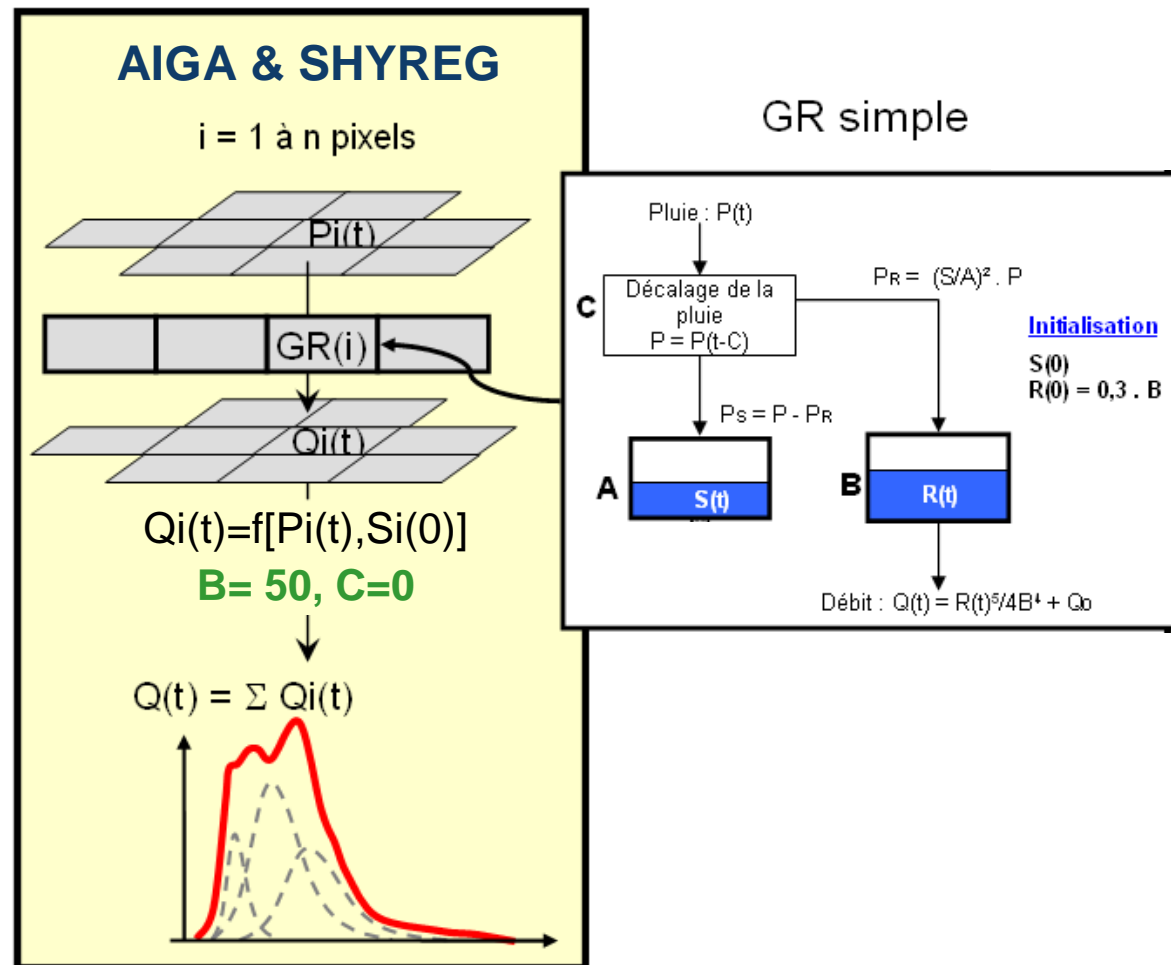 AIGA & SHYREG
i = 1 à n pixels
Pi(t)
GR(i)
Qi(t)
Qi(t)=f[Pi(t),Si(0)]
B= 50, C=0
Q(t) = Σ Qi(t)
GR simple
Pluie : P(t)
C
Décalage de la
pluie
P = P(t-C)
PR = (S/A)² . P
Initialisation
S(0)
R(0) = 0,3 . B
Ps = P - PR
A
S(t)
B
R(t)
Débit : Q(t) = R(t)⁵/4B⁴ + Q₀